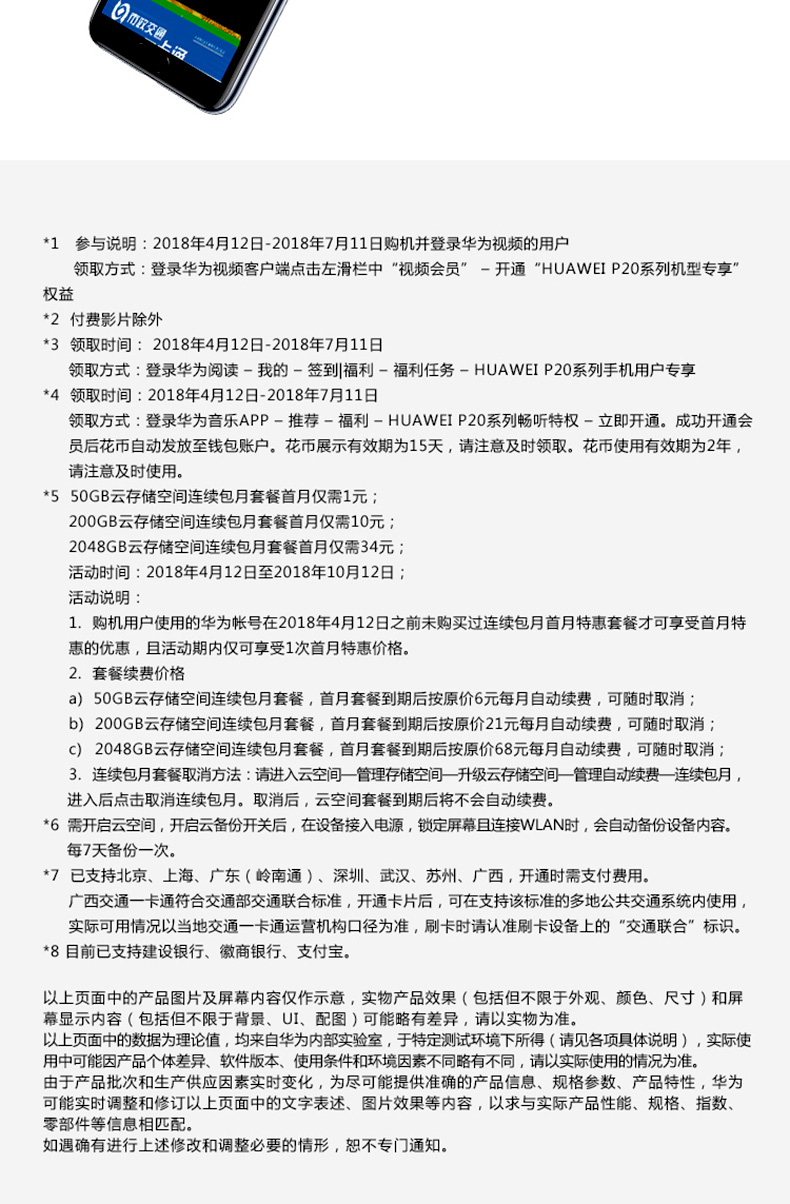 市政交通
一卡通
*1 参与说明：2018年4月12日-2018年7月11日购机并登录华为视频的用户
领取方式：登录华为视频客户端点击左滑栏中“视频会员” – 开通“HUAWEI P20系列机型专享”
权益
*2 付费影片除外
*3 领取时间： 2018年4月12日-2018年7月11日
领取方式：登录华为阅读 – 我的 – 签到|福利 – 福利任务 – HUAWEI P20系列手机用户专享
*4 领取时间：2018年4月12日-2018年7月11日
领取方式：登录华为音乐APP – 推荐 – 福利 – HUAWEI P20系列畅听特权 – 立即开通。成功开通会
员后花币自动发放至钱包账户。花币展示有效期为15天，请注意及时领取。花币使用有效期为2年，
请注意及时使用。
*5 50GB云存储空间连续包月套餐首月仅需1元；
200GB云存储空间连续包月套餐首月仅需10元；
2048GB云存储空间连续包月套餐首月仅需34元；
活动时间：2018年4月12日至2018年10月12日；
活动说明：
1. 购机用户使用的华为帐号在2018年4月12日之前未购买过连续包月首月特惠套餐才可享受首月特
惠的优惠，且活动期内仅可享受1次首月特惠价格。
2. 套餐续费价格
a) 50GB云存储空间连续包月套餐，首月套餐到期后按原价6元每月自动续费，可随时取消；
b) 200GB云存储空间连续包月套餐，首月套餐到期后按原价21元每月自动续费，可随时取消；
c) 2048GB云存储空间连续包月套餐，首月套餐到期后按原价68元每月自动续费，可随时取消；
3. 连续包月套餐取消方法：请进入云空间—管理存储空间—升级云存储空间—管理自动续费—连续包月，
进入后点击取消连续包月。取消后，云空间套餐到期后将不会自动续费。
*6 需开启云空间，开启云备份开关后，在设备接入电源，锁定屏幕且连接WLAN时，会自动备份设备内容。
每7天备份一次。
*7 已支持北京、上海、广东（岭南通）、深圳、武汉、苏州、广西，开通时需支付费用。
广西交通一卡通符合交通部交通联合标准，开通卡片后，可在支持该标准的多地公共交通系统内使用，
实际可用情况以当地交通一卡通运营机构口径为准，刷卡时请认准刷卡设备上的“交通联合”标识。
*8 目前已支持建设银行、徽商银行、支付宝。
以上页面中的产品图片及屏幕内容仅作示意，实物产品效果（包括但不限于外观、颜色、尺寸）和屏
幕显示内容（包括但不限于背景、UI、配图）可能略有差异，请以实物为准。
以上页面中的数据为理论值，均来自华为内部实验室，于特定测试环境下所得（请见各项具体说明），实际使
用中可能因产品个体差异、软件版本、使用条件和环境因素不同略有不同，请以实际使用的情况为准。
由于产品批次和生产供应因素实时变化，为尽可能提供准确的产品信息、规格参数、产品特性，华为
可能实时调整和修订以上页面中的文字表述、图片效果等内容，以求与实际产品性能、规格、指数、
零部件等信息相匹配。
如遇确有进行上述修改和调整必要的情形，恕不专门通知。